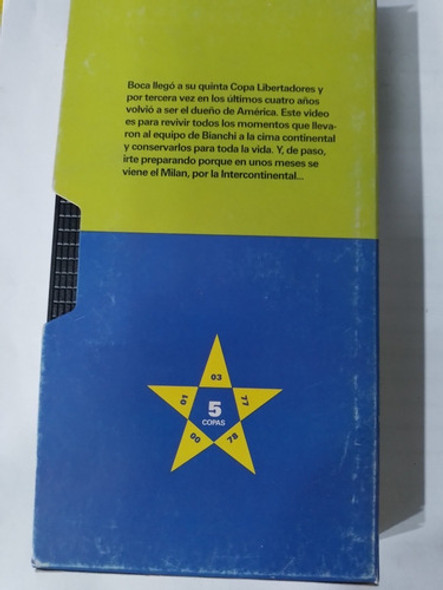 Boca llegó a su quinta Copa Libertadores y
por tercera vez en los últimos cuatro años
volvió a ser el dueño de América. Este video
es para revivir todos los momentos que lleva-
ron al equipo de Bianchi a la cima continental
y conservarlos para toda la vida. Y, de paso,
irte preparando porque en unos meses se
viene el Milan, por la Intercontinental...
03
01
77
5
COPAS
00
78